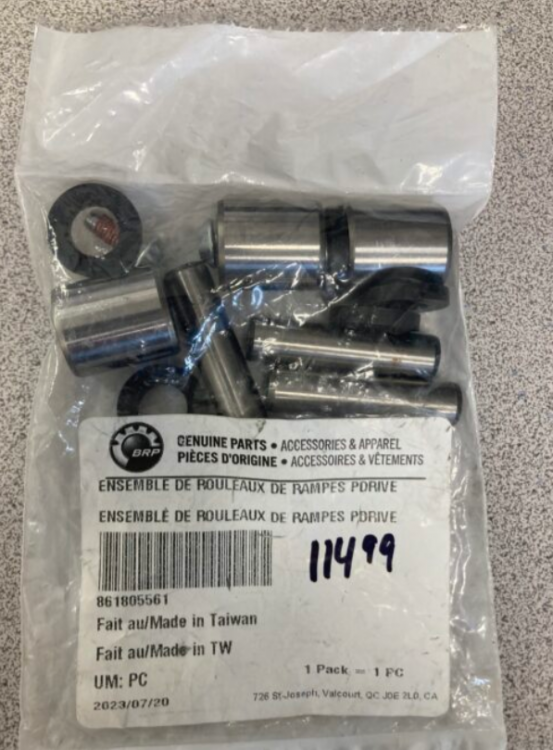 BRP
GENUINE PARTS • ACCESSORIES & APPAREL
PIÈCES D'ORIGINE • ACCESSOIRES & VÊTEMENTS
ENSEMBLE DE ROULEAUX DE RAMPES PDRIVE
ENSEMBLE DE ROULEAUX DE RAMPES PDRIVE
11499
861805561
Fait au/Made in Taiwan
Fait au/Made in TW
UM: PC
1 Pack = 1 PC
2023/07/20
726 St-Joseph, Valcourt, QC J0E 2L0, CA